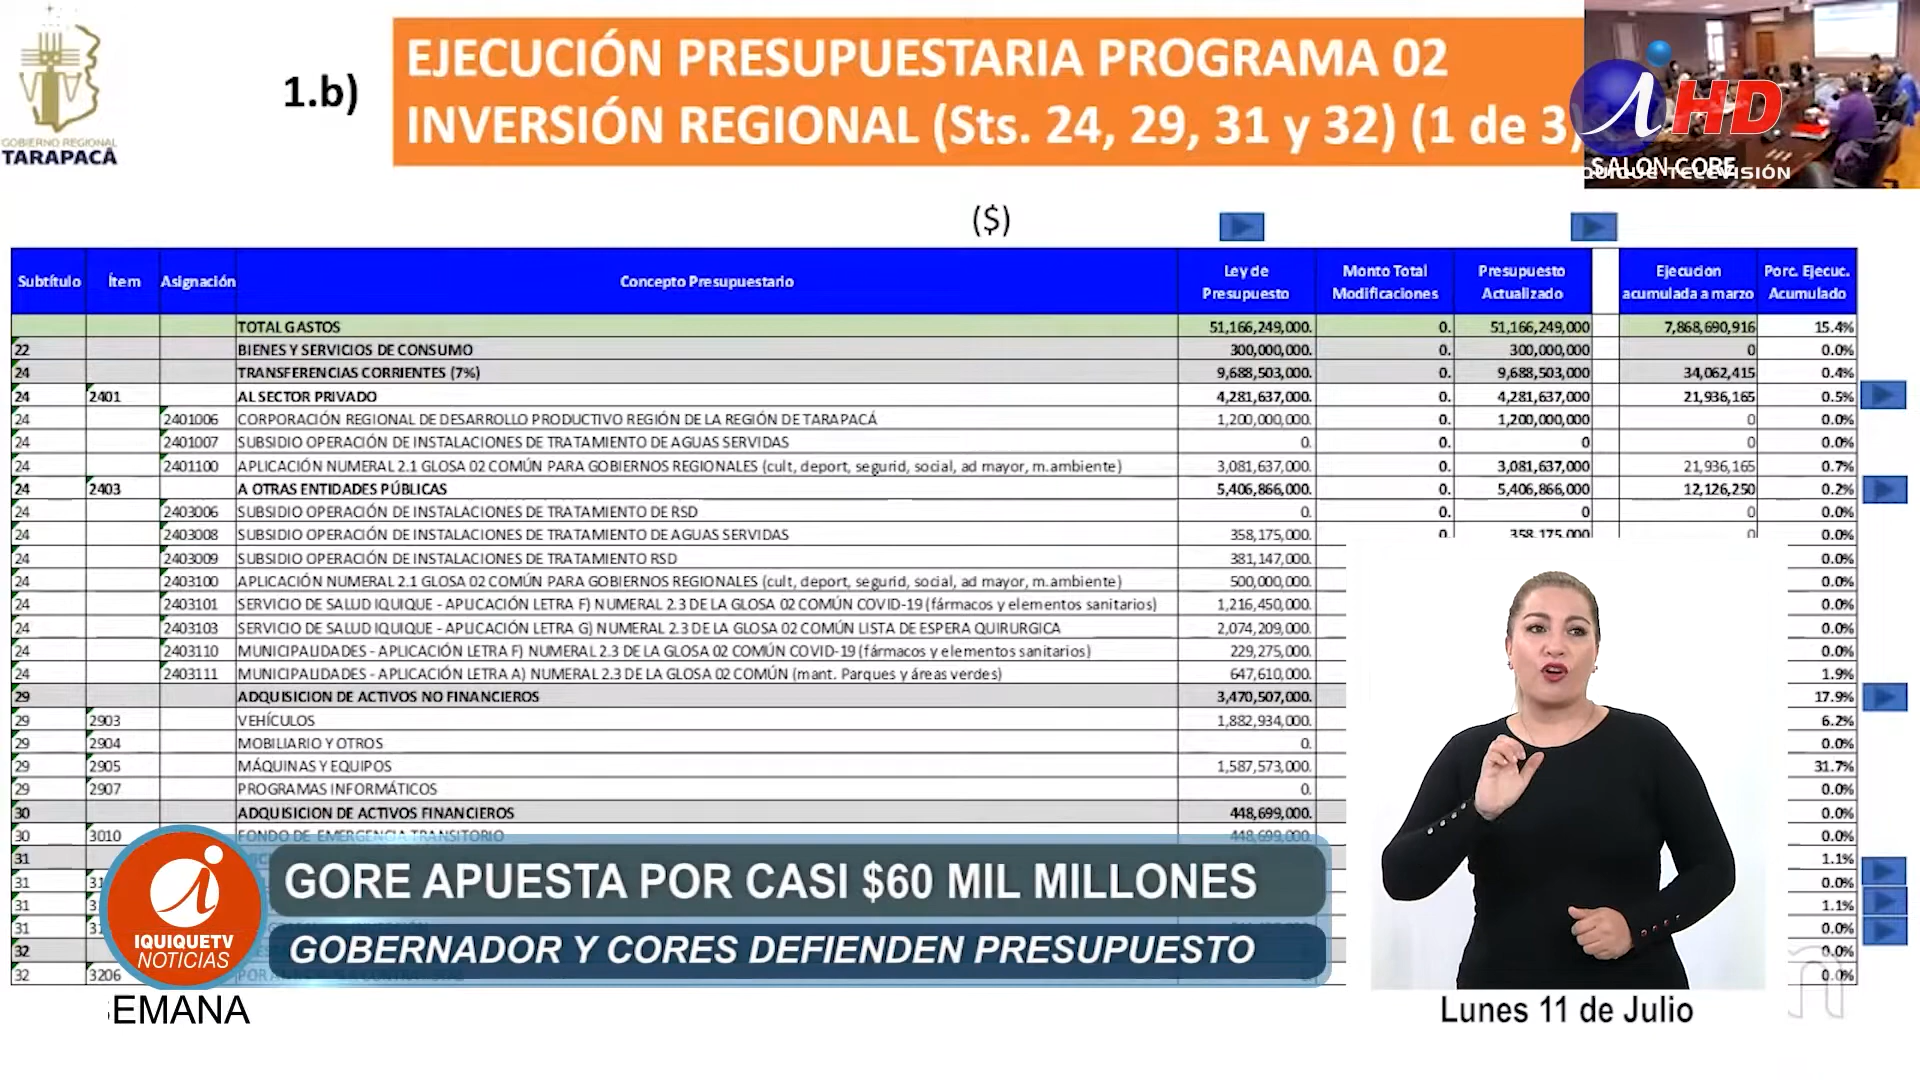 GOBIERNO REGIONAL
TARAPACÁ
1.b)
EJECUCIÓN PRESUPUESTARIA PROGRAMA 02
INVERSIÓN REGIONAL (Sts. 24, 29, 31 y 32) (1 de 3)
HD
SALON CORE
IQUIQUE TELEVISIÓN
($)
Subtítulo Ítem Asignación Concepto Presupuestario Ley de Presupuesto Monto Total Modificaciones Presupuesto Actualizado Ejecucion acumulada a marzo Porc. Ejecuc. Acumulado
TOTAL GASTOS 51,166,249,000. 0. 51,166,249,000 7,868,690,916 15.4%
22 BIENES Y SERVICIOS DE CONSUMO 300,000,000. 0. 300,000,000 0 0.0%
24 TRANSFERENCIAS CORRIENTES (7%) 9,688,503,000. 0. 9,688,503,000 34,062,415 0.4%
24 2401 AL SECTOR PRIVADO 4,281,637,000. 0. 4,281,637,000 21,936,165 0.5%
24 2401006 CORPORACIÓN REGIONAL DE DESARROLLO PRODUCTIVO REGIÓN DE LA REGIÓN DE TARAPACÁ 1,200,000,000. 0. 1,200,000,000 0 0.0%
24 2401007 SUBSIDIO OPERACIÓN DE INSTALACIONES DE TRATAMIENTO DE AGUAS SERVIDAS 0. 0. 0 0 0.0%
24 2401100 APLICACIÓN NUMERAL 2.1 GLOSA 02 COMÚN PARA GOBIERNOS REGIONALES (cult, deport, segurid, social, ad mayor, m.ambiente) 3,081,637,000. 0. 3,081,637,000 21,936,165 0.7%
24 2403 A OTRAS ENTIDADES PÚBLICAS 5,406,866,000. 0. 5,406,866,000 12,126,250 0.2%
24 2403006 SUBSIDIO OPERACIÓN DE INSTALACIONES DE TRATAMIENTO DE RSD 0. 0. 0 0 0.0%
24 2403008 SUBSIDIO OPERACIÓN DE INSTALACIONES DE TRATAMIENTO DE AGUAS SERVIDAS 358,175,000. 0. 358,175,000 0 0.0%
24 2403009 SUBSIDIO OPERACIÓN DE INSTALACIONES DE TRATAMIENTO RSD 381,147,000. 0.0%
24 2403100 APLICACIÓN NUMERAL 2.1 GLOSA 02 COMÚN PARA GOBIERNOS REGIONALES (cult, deport, segurid, social, ad mayor, m.ambiente) 500,000,000. 0.0%
24 2403101 SERVICIO DE SALUD IQUIQUE - APLICACIÓN LETRA F) NUMERAL 2.3 DE LA GLOSA 02 COMÚN COVID-19 (fármacos y elementos sanitarios) 1,216,450,000. 0.0%
24 2403103 SERVICIO DE SALUD IQUIQUE - APLICACIÓN LETRA G) NUMERAL 2.3 DE LA GLOSA 02 COMÚN LISTA DE ESPERA QUIRURGICA 2,074,209,000. 0.0%
24 2403110 MUNICIPALIDADES - APLICACIÓN LETRA F) NUMERAL 2.3 DE LA GLOSA 02 COMÚN COVID-19 (fármacos y elementos sanitarios) 229,275,000. 0.0%
24 2403111 MUNICIPALIDADES - APLICACIÓN LETRA A) NUMERAL 2.3 DE LA GLOSA 02 COMÚN (mant. Parques y áreas verdes) 647,610,000. 1.9%
29 ADQUISICION DE ACTIVOS NO FINANCIEROS 3,470,507,000. 17.9%
29 2903 VEHÍCULOS 1,882,934,000. 6.2%
29 2904 MOBILIARIO Y OTROS 0. 0.0%
29 2905 MÁQUINAS Y EQUIPOS 1,587,573,000. 31.7%
29 2907 PROGRAMAS INFORMÁTICOS 0. 0.0%
30 ADQUISICION DE ACTIVOS FINANCIEROS 448,699,000. 0.0%
30 3010 FONDO DE EMERGENCIA TRANSITORIO 448,699,000. 0.0%
31 1.1%
31 31 0.0%
31 3 1.1%
31 31 0.0%
32 0.0%
32 3206 0.0%
GORE APUESTA POR CASI $60 MIL MILLONES
GOBERNADOR Y CORES DEFIENDEN PRESUPUESTO
IQUIQUETV
NOTICIAS
EMANA
Lunes 11 de Julio